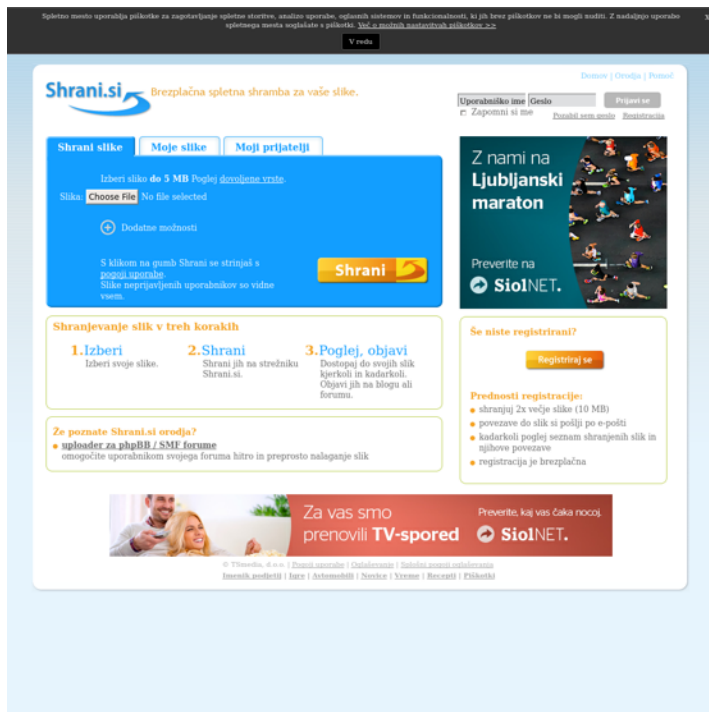 Spletno mesto uporablja piškotke za zagotavljanje spletne storitve, analizo uporabe, oglasnih sistemov in funkcionalnosti, ki jih brez piškotkov ne bi mogli nuditi. Z nadaljnjo uporabo
spletnega mesta soglašate s piškotki. Več o možnih nastavitvah piškotkov >>
V redu
Domov | Orodja | Pomoč
Shrani.si
Brezplačna spletna shramba za vaše slike.
Uporabniško ime Geslo Prijavi se
Zapomni si me Pozabil sem geslo Registracija
Shrani slike Moje slike Moji prijatelji
Izberi sliko do 5 MB Poglej dovoljene vrste.
Slika: Choose File No file selected
Dodatne možnosti
S klikom na gumb Shrani se strinjaš s
pogoji uporabe.
Slike neprijavljenih uporabnikov so vidne
vsem.
Shrani
Z nami na
Ljubljanski
maraton
Preverite na
SiolNET.
Shranjevanje slik v treh korakih
1.Izberi
Izberi svoje slike.
2.Shrani
Shrani jih na strežniku
Shrani.si.
3.Poglej, objavi
Dostopaj do svojih slik
kjerkoli in kadarkoli.
Objavi jih na blogu ali
forumu.
Še niste registrirani?
Registriraj se
Prednosti registracije:
shranjuj 2x večje slike (10 MB)
povezave do slik si pošlji po e-pošti
kadarkoli poglej seznam shranjenih slik in
njihove povezave
registracija je brezplačna
Že poznate Shrani.si orodja?
uploader za phpBB / SMF forume
omogočite uporabnikom svojega foruma hitro in preprosto nalaganje slik
Za vas smo
prenovili TV-spored
Preverite, kaj vas čaka nocoj.
SiolNET.
© TSmedia, d.o.o. | Pogoji uporabe | Oglaševanje | Splošni pogoji oglaševanja
Imenik podjetij | Igre | Avtomobili | Novice | Vreme | Recepti | Piškotki